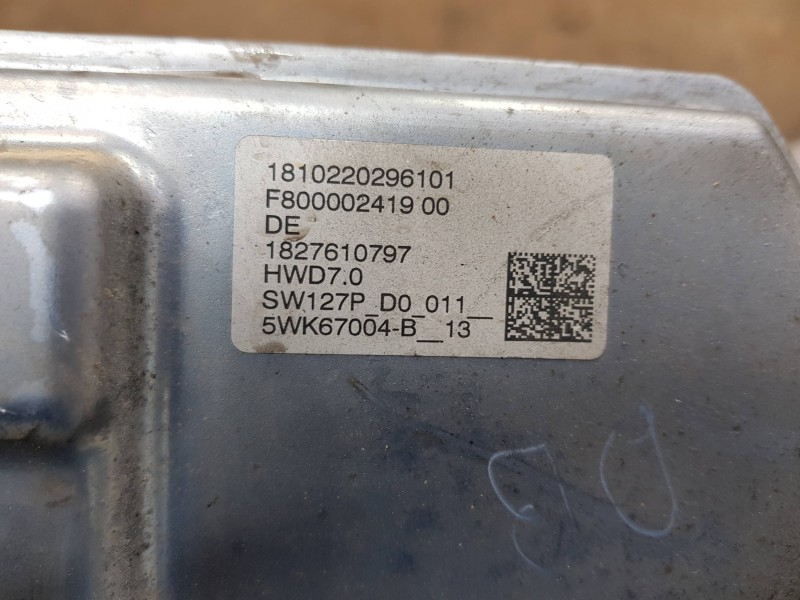 1810220296101
F800002419 00
DE
1827610797
HWD7.0
SW127P_D0_011__
5WK67004-B__13